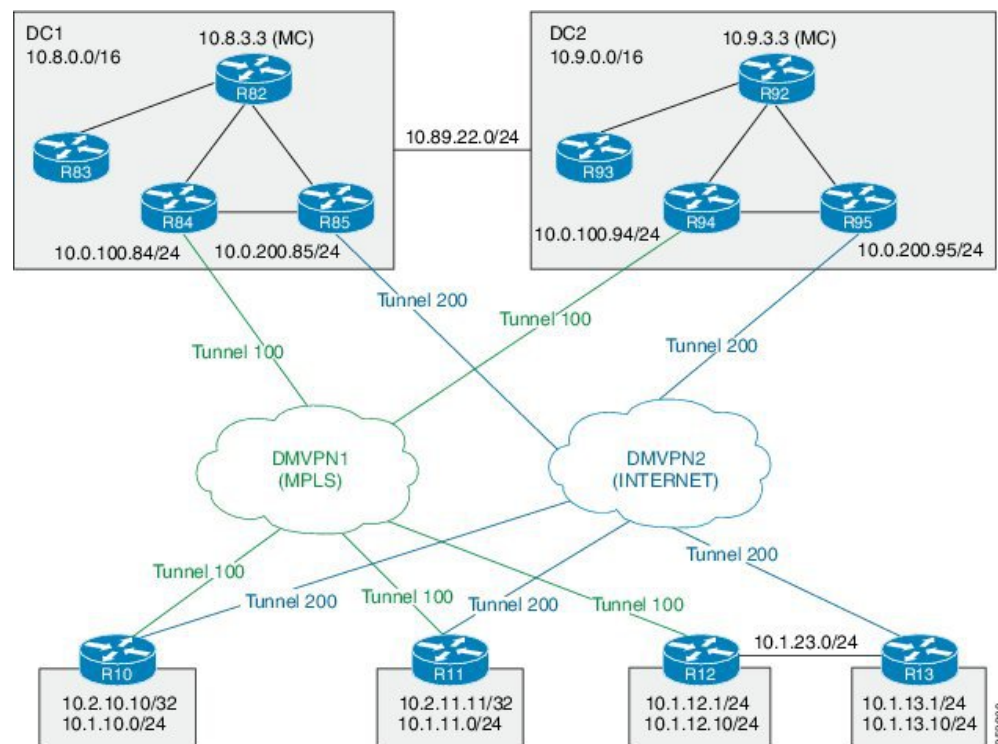 DC1
10.8.0.0/16
10.8.3.3 (MC)
R82
R83
R84
R85
10.0.100.84/24
10.0.200.85/24
10.89.22.0/24
DC2
10.9.0.0/16
10.9.3.3 (MC)
R92
R93
R94
R95
10.0.100.94/24
10.0.200.95/24
Tunnel 200
Tunnel 100
Tunnel 100
Tunnel 200
DMVPN1
(MPLS)
DMVPN2
(INTERNET)
Tunnel 100
Tunnel 200
Tunnel 100
Tunnel 200
Tunnel 100
Tunnel 200
R10
R11
R12
10.1.23.0/24
R13
10.2.10.10/32
10.1.10.0/24
10.2.11.11/32
10.1.11.0/24
10.1.12.1/24
10.1.12.10/24
10.1.13.1/24
10.1.13.10/24